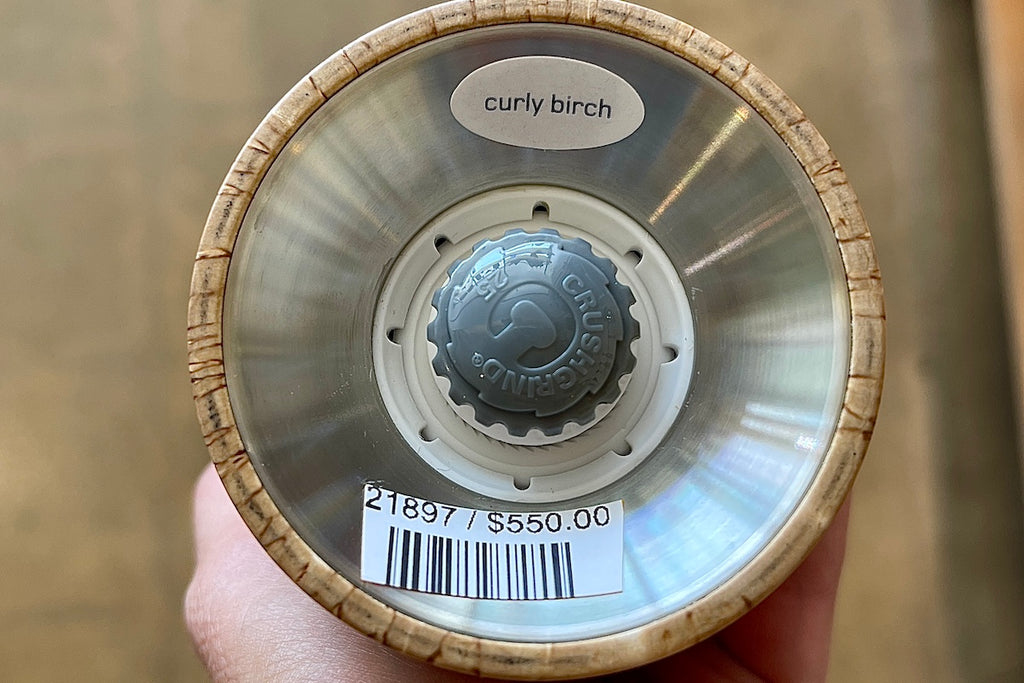 curly birch
CRUSHGRIND®
21897 / $550.00